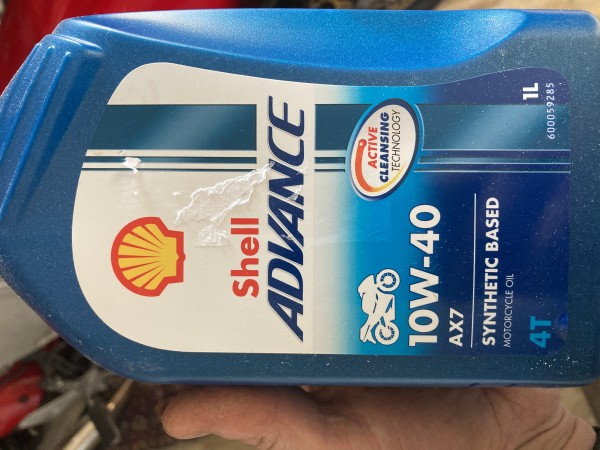 Shell
ADVANCE
ACTIVE
CLEANSING
TECHNOLOGY
10W-40
AX7
SYNTHETIC BASED
MOTORCYCLE OIL
4T
1L
600059285